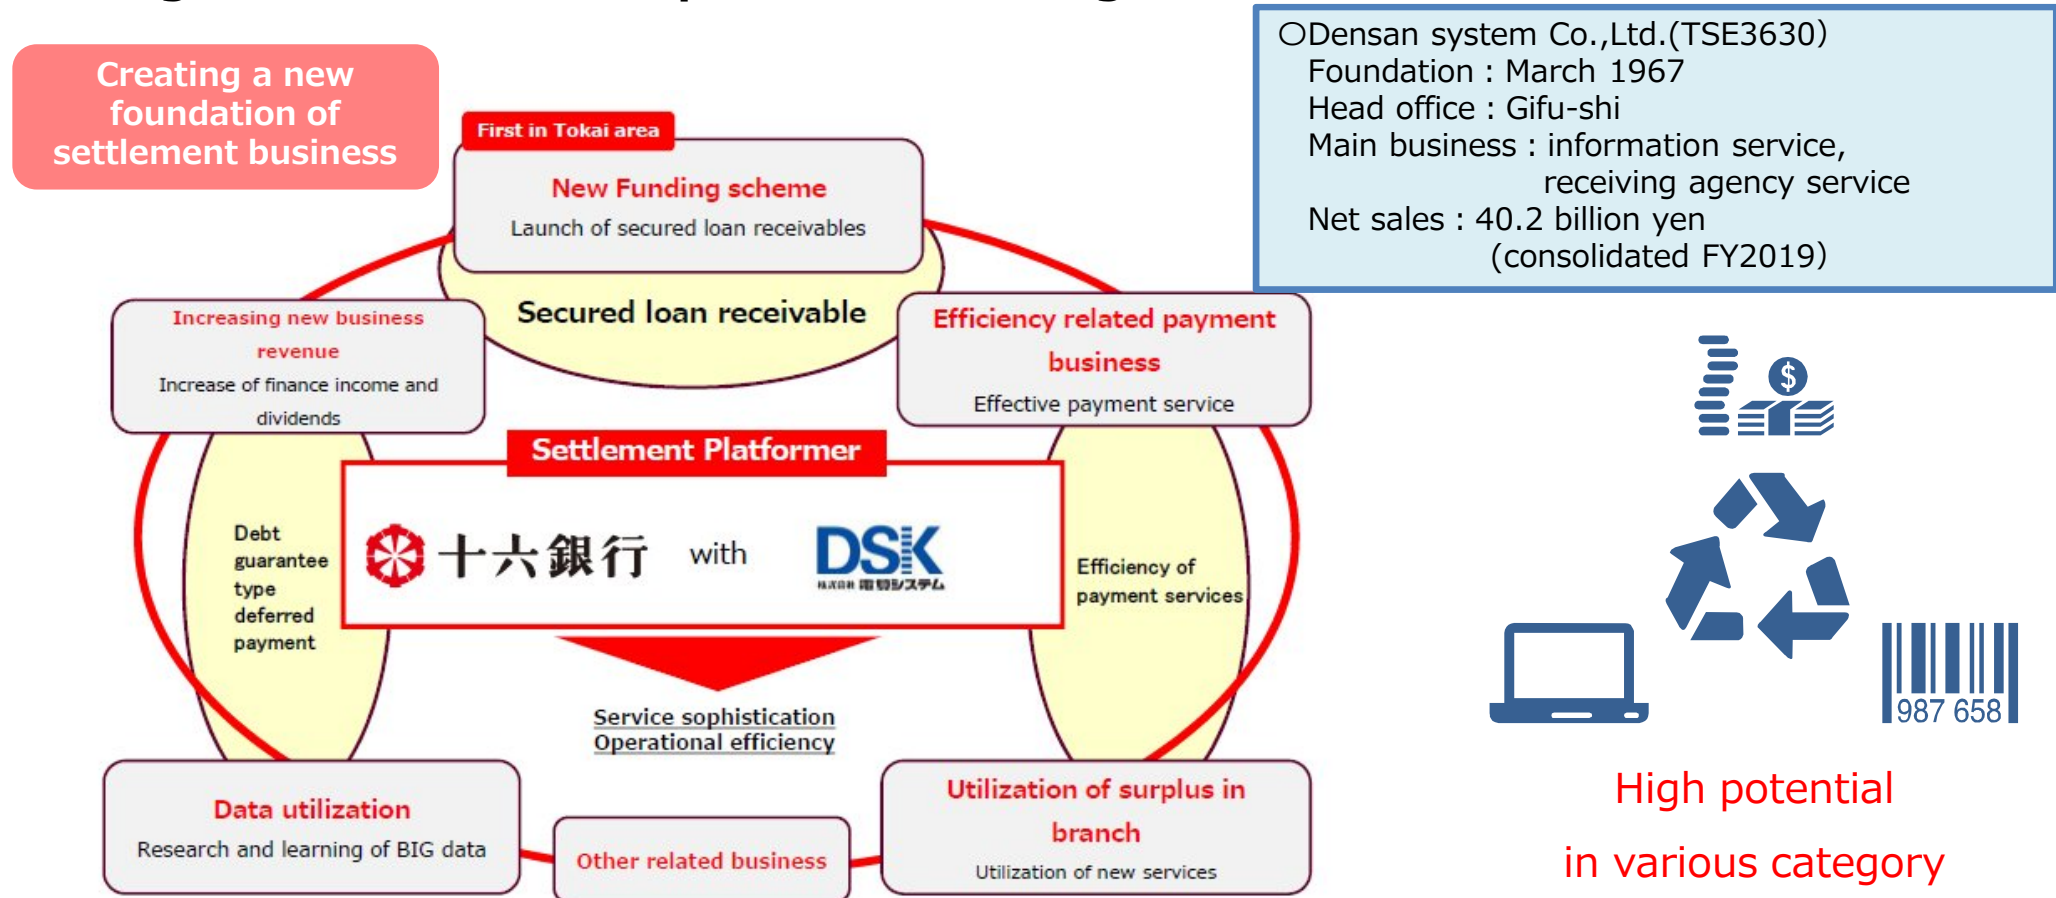 Creating a new
foundation of
settlement business
〇Densan system Co.,Ltd.(TSE3630)
Foundation : March 1967
Head office : Gifu-shi
Main business : information service,
receiving agency service
Net sales : 40.2 billion yen
(consolidated FY2019)
First in Tokai area
New Funding scheme
Launch of secured loan receivables
Secured loan receivable
Increasing new business
revenue
Increase of finance income and
dividends
Efficiency related payment
business
Effective payment service
Settlement Platformer
十六銀行 with DSK
株式会社 電算システム
Debt
guarantee
type
deferred
payment
Efficiency of
payment services
Service sophistication
Operational efficiency
Data utilization
Research and learning of BIG data
Other related business
Utilization of surplus in
branch
Utilization of new services
$
987 658
High potential
in various category